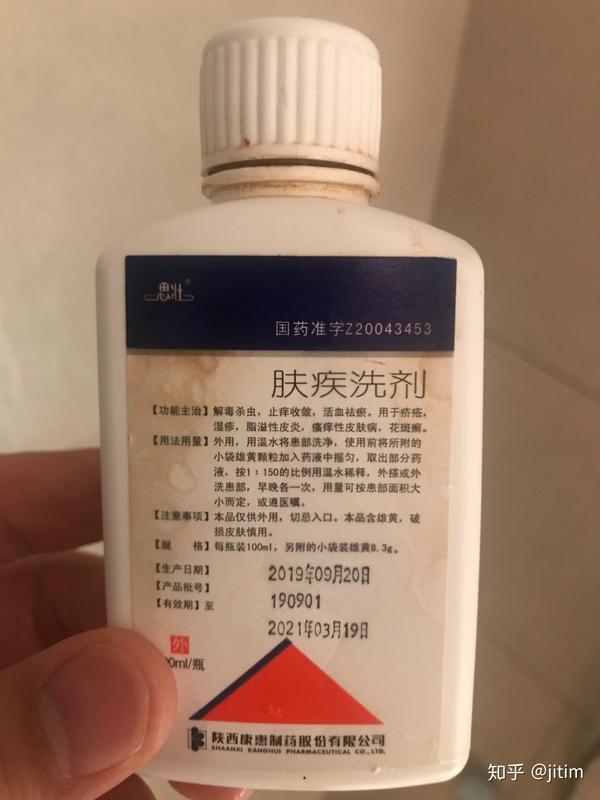 思壮®
国药准字Z20043453
肤疾洗剂
【功能主治】解毒杀虫，止痒收敛，活血祛瘀。用于疥疮，
湿疹，脂溢性皮炎，瘙痒性皮肤病，花斑癣。
【用法用量】外用，用温水将患部洗净，使用前将所附的
小袋雄黄颗粒加入药液中摇匀，取出部分药
液，按1：150的比例用温水稀释，外搽或外
洗患部，早晚各一次，用量可按患部面积大
小而定，或遵医嘱。
【注意事项】本品仅供外用，切忌入口。本品含雄黄，破
损皮肤慎用。
【规　　格】每瓶装100ml，另附的小袋装雄黄8.3g。
【生产日期】 2019年09月20日
【产品批号】 190901
【有效期】至 2021年03月19日
外
00ml/瓶
陕西康惠制药股份有限公司
SHAANXI KANGHUI PHARMACEUTICAL CO.,LTD.
知乎 @jitim